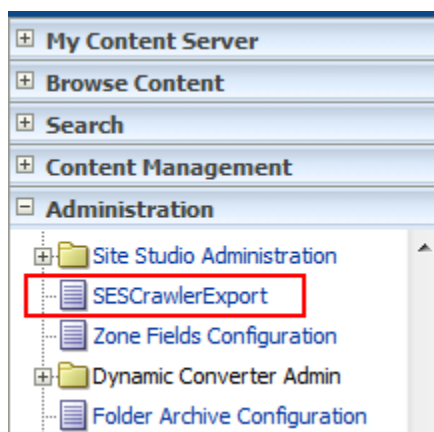 My Content Server
Browse Content
Search
Content Management
Administration
Site Studio Administration
SESCrawlerExport
Zone Fields Configuration
Dynamic Converter Admin
Folder Archive Configuration